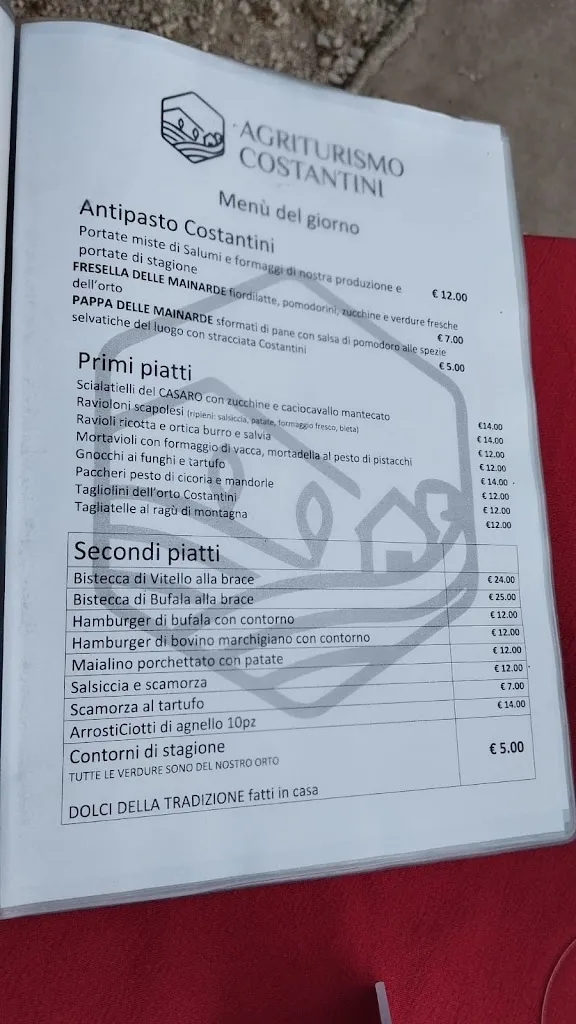 AGRITURISMO
COSTANTINI
Menù del giorno
Antipasto Costantini
Portate miste di Salumi e formaggi di nostra produzione e
portate di stagione € 12.00
FRESELLA DELLE MAINARDE fiordilatte, pomodorini, zucchine e verdure fresche
dell'orto € 7.00
PAPPA DELLE MAINARDE sformati di pane con salsa di pomodoro alle spezie
selvatiche del luogo con stracciata Costantini € 5.00
Primi piatti
Scialatielli del CASARO con zucchine e caciocavallo mantecato €14.00
Ravioloni scapolesi (ripieni: salsiccia, patate, formaggio fresco, bieta) € 14.00
Ravioli ricotta e ortica burro e salvia € 12.00
Mortavioli con formaggio di vacca, mortadella al pesto di pistacchi € 12.00
Gnocchi ai funghi e tartufo € 14.00
Paccheri pesto di cicoria e mandorle € 12.00
Tagliolini dell'orto Costantini € 12.00
Tagliatelle al ragù di montagna €12.00
Secondi piatti
Bistecca di Vitello alla brace € 24.00
Bistecca di Bufala alla brace € 25.00
Hamburger di bufala con contorno € 12.00
Hamburger di bovino marchigiano con contorno € 12.00
Maialino porchettato con patate € 12.00
Salsiccia e scamorza € 12.00
Scamorza al tartufo € 7.00
ArrostiCiotti di agnello 10pz € 14.00
Contorni di stagione € 5.00
TUTTE LE VERDURE SONO DEL NOSTRO ORTO
DOLCI DELLA TRADIZIONE fatti in casa